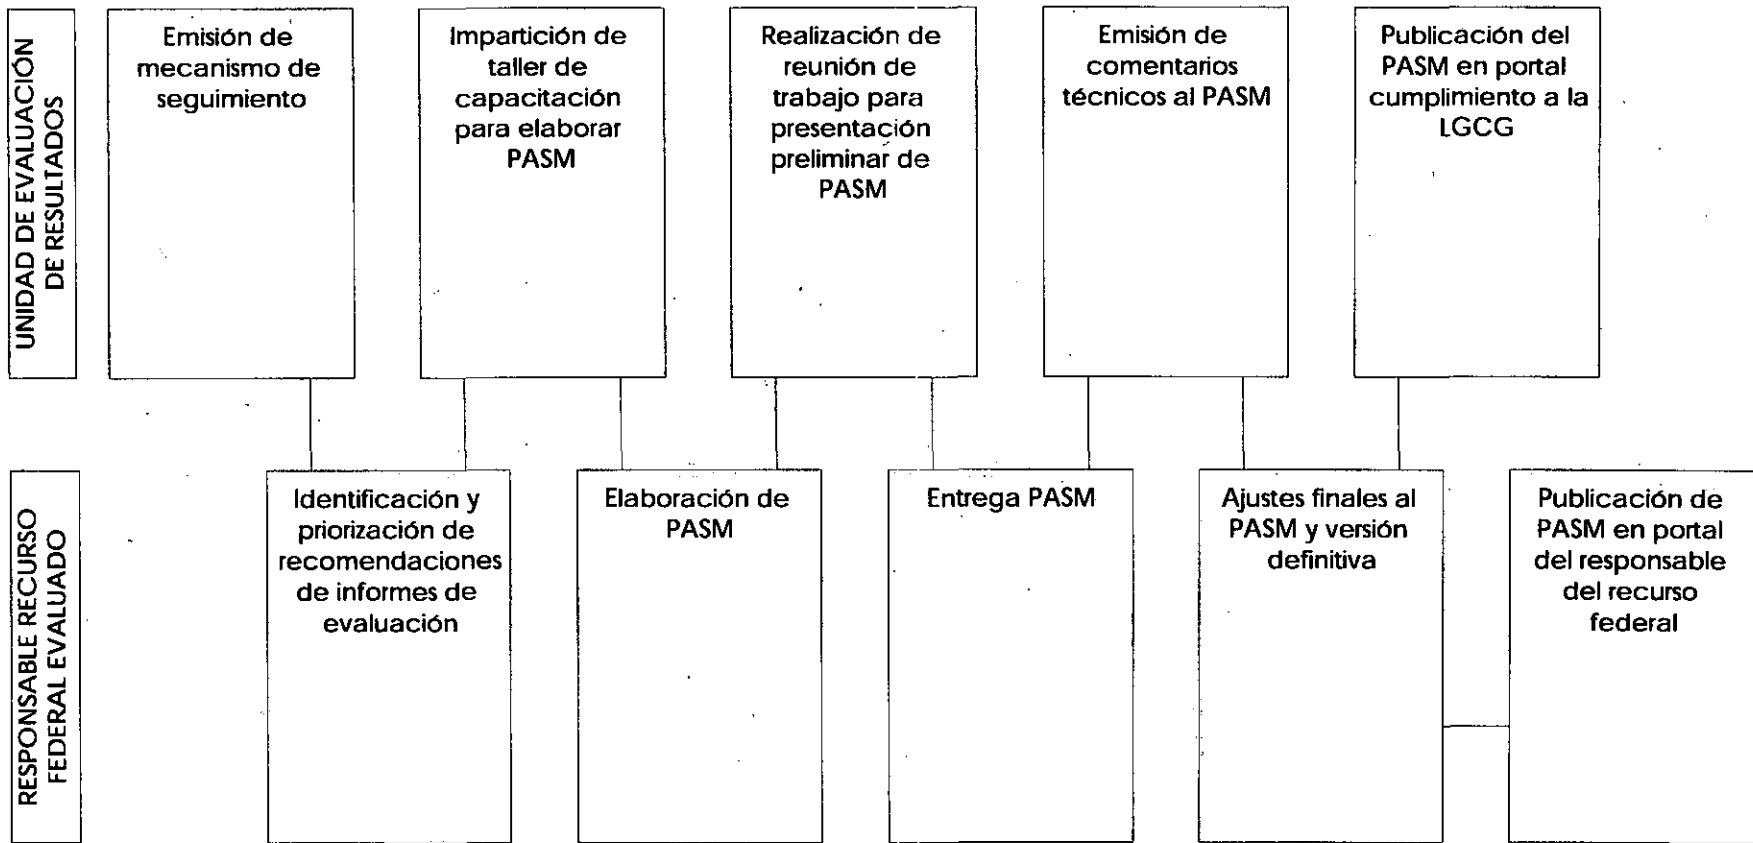 UNIDAD DE EVALUACIÓN
DE RESULTADOS
Emisión de
mecanismo de
seguimiento
Impartición de
taller de
capacitación
para elaborar
PASM
Realización de
reunión de
trabajo para
presentación
preliminar de
PASM
Emisión de
comentarios
técnicos al PASM
Publicación del
PASM en portal
cumplimiento a la
LGCG
RESPONSABLE RECURSO
FEDERAL EVALUADO
Identificación y
priorización de
recomendaciones
de informes de
evaluación
Elaboración de
PASM
Entrega PASM
Ajustes finales al
PASM y versión
definitiva
Publicación de
PASM en portal
del responsable
del recurso
federal